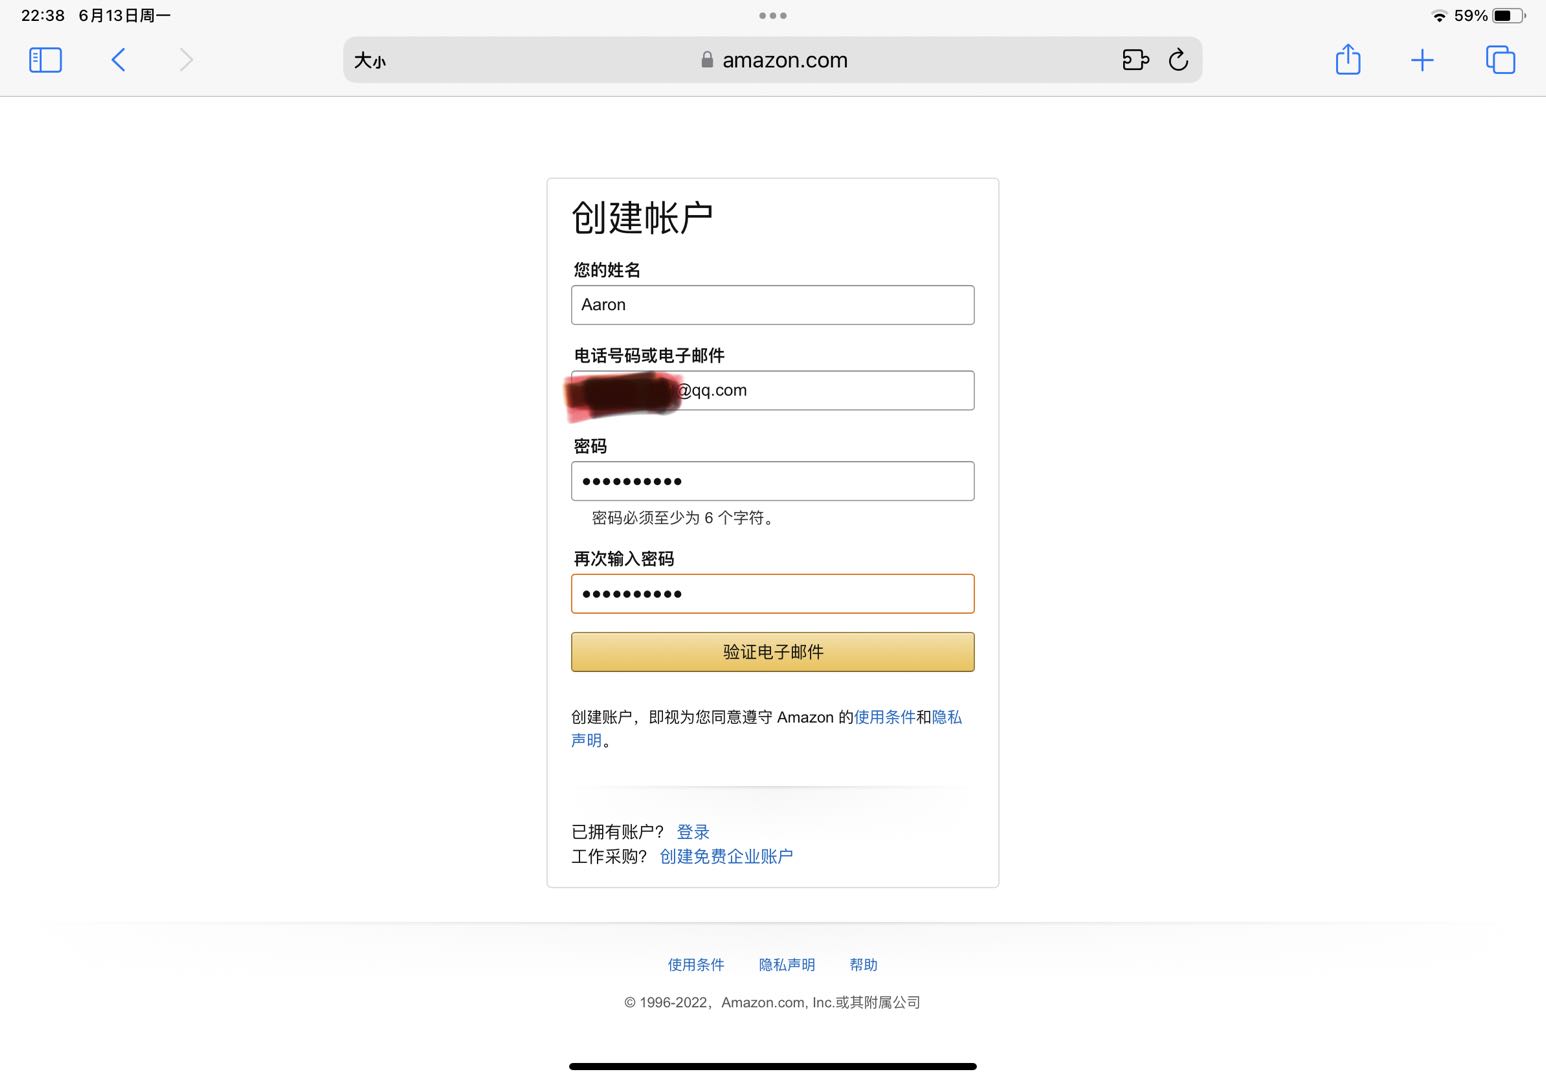 22:38 6月13日周一
59%
大小
amazon.com
创建帐户
您的姓名
Aaron
电话号码或电子邮件
@qq.com
密码
••••••••••
密码必须至少为 6 个字符。
再次输入密码
••••••••••
验证电子邮件
创建账户，即视为您同意遵守 Amazon 的使用条件和隐私
声明。
已拥有账户? 登录
工作采购? 创建免费企业账户
使用条件 隐私声明 帮助
© 1996-2022，Amazon.com, Inc.或其附属公司